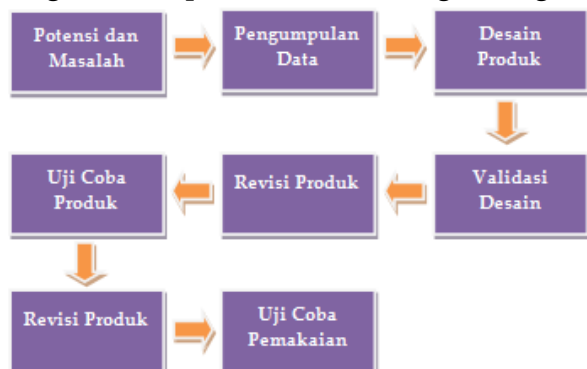 Potensi dan
Masalah
Pengumpulan
Data
Desain
Produk
Validasi
Desain
Revisi Produk
Uji Coba
Produk
Revisi Produk
Uji Coba
Pemakaian